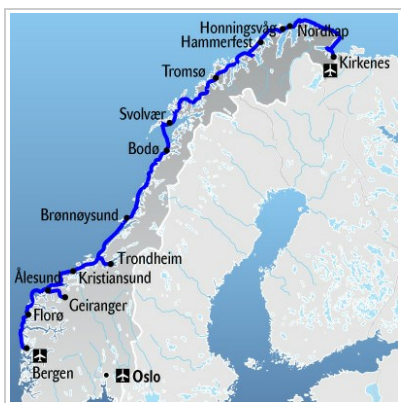 Honningsvåg
Nordkap
Hammerfest
Kirkenes
Tromsø
Svolvær
Bodø
Brønnøysund
Trondheim
Ålesund
Kristiansund
Geiranger
Florø
Bergen
Oslo